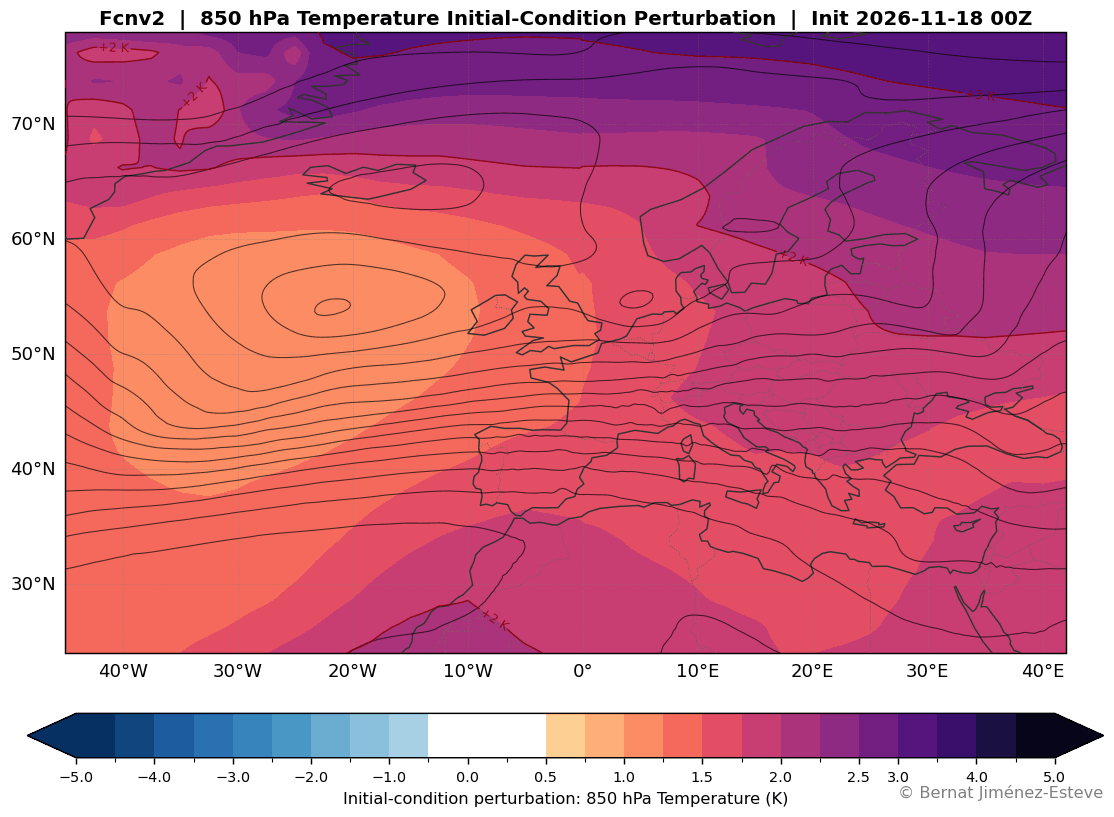 Fcnv2 | 850 hPa Temperature Initial-Condition Perturbation | Init 2026-11-18 00Z
+2 K
+2 K
+2 K
70°N
60°N
+2 K
50°N
40°N
30°N
+2 K
40°W 30°W 20°W 10°W 0° 10°E 20°E 30°E 40°E
−5.0 −4.0 −3.0 −2.0 −1.0 0.0 0.5 1.0 1.5 2.0 2.5 3.0 4.0 5.0
Initial-condition perturbation: 850 hPa Temperature (K)
© Bernat Jiménez-Esteve